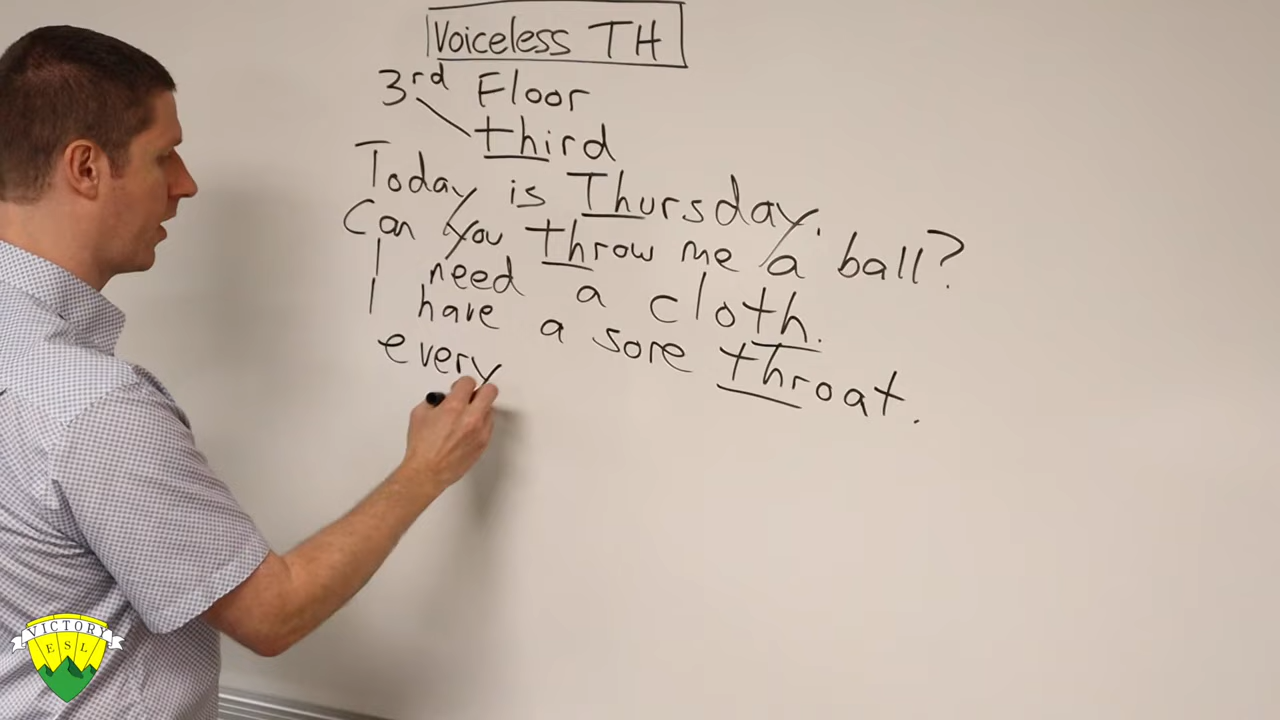 Voiceless TH
3rd Floor
third
Today is Thursday.
Can you throw me a ball?
I need a cloth.
I have a sore throat.
every
VICTORY
ESL